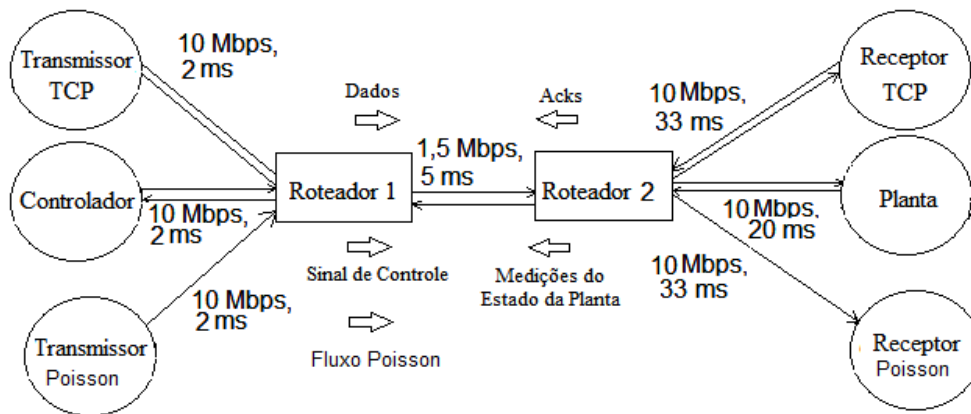 Transmissor
TCP
10 Mbps,
2 ms
Dados
Acks
10 Mbps,
33 ms
Receptor
TCP
Controlador
10 Mbps,
2 ms
Roteador 1
1,5 Mbps,
5 ms
Roteador 2
10 Mbps,
20 ms
Planta
Transmissor
Poisson
10 Mbps,
2 ms
Sinal de Controle
Medições do
Estado da Planta
Fluxo Poisson
10 Mbps,
33 ms
Receptor
Poisson